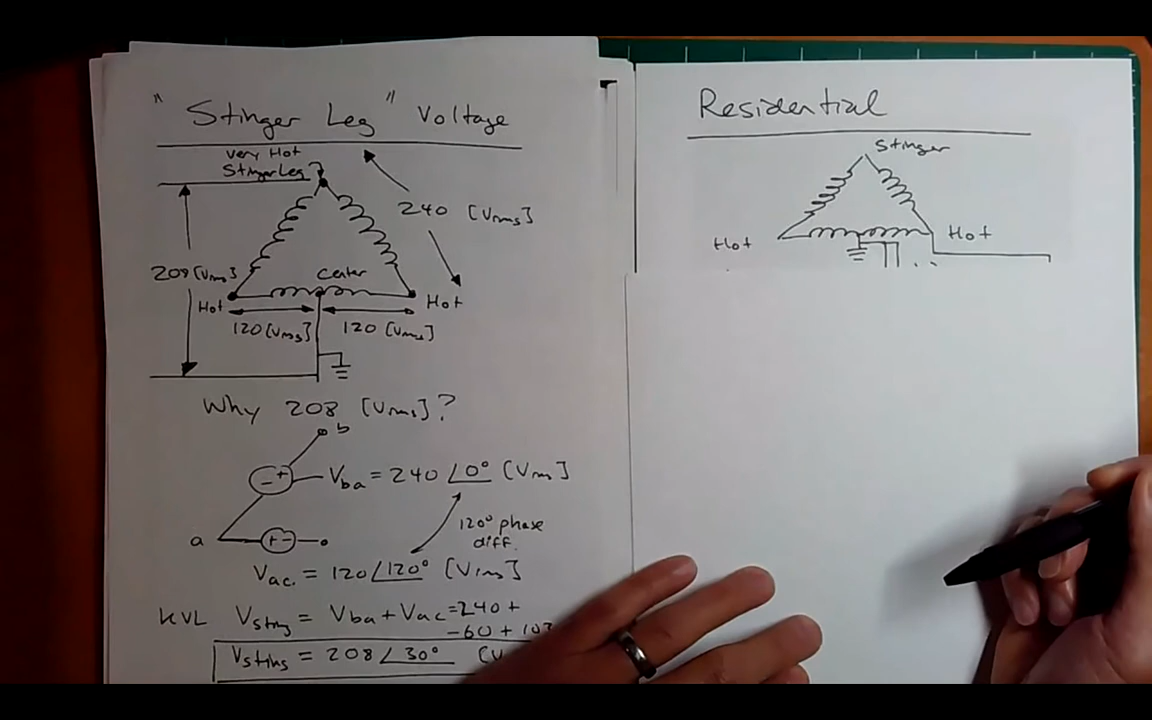 "Stinger Leg" Voltage
very Hot
Stinger Leg
240 [Vrms]
208 [Vrms]
center
Hot
Hot
120 [Vrms]
120 [Vrms]
Why 208 [Vrms]?
b
Vba = 240 ∠0° [Vrms]
a
120° phase
diff.
Vac. = 120 ∠120° [Vrms]
KVL Vstng = Vba + Vac = 240 +
-60 +
Vsting = 208 ∠30°
Residential
Stinger
Hot
Hot